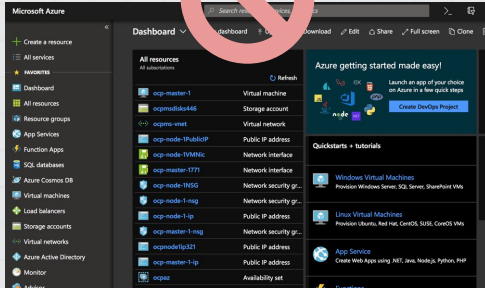 Microsoft Azure
Search
Dashboard
dashboard
Download
Edit
Share
Full screen
Clone
Create a resource
All services
FAVORITES
Dashboard
All resources
Resource groups
App Services
Function Apps
SQL databases
Azure Cosmos DB
Virtual machines
Load balancers
Storage accounts
Virtual networks
Azure Active Directory
Monitor
Advisor
All resources
All subscriptions
Refresh
ocp-master-1 Virtual machine
ocpmsdisks446 Storage account
ocpms-vnet Virtual network
ocp-node-1PublicIP Public IP address
ocp-node-1VMNic Network interface
ocp-master-1771 Network interface
ocp-node-1NSG Network security gr...
ocp-node-1-nsg Network security gr...
ocp-node-1-ip Public IP address
ocp-master-1-nsg Network security gr...
ocpnode1ip321 Public IP address
ocp-master-1-ip Public IP address
ocpaz Availability set
Azure getting started made easy!
Launch an app of your choice
on Azure in a few quick steps
Create DevOps Project
node
php
Quickstarts + tutorials
Windows Virtual Machines
Provision Windows Server, SQL Server, SharePoint VMs
Linux Virtual Machines
Provision Ubuntu, Red Hat, CentOS, SUSE, CoreOS VMs
App Service
Create Web Apps using .NET, Java, Node.js, Python, PHP
Functions